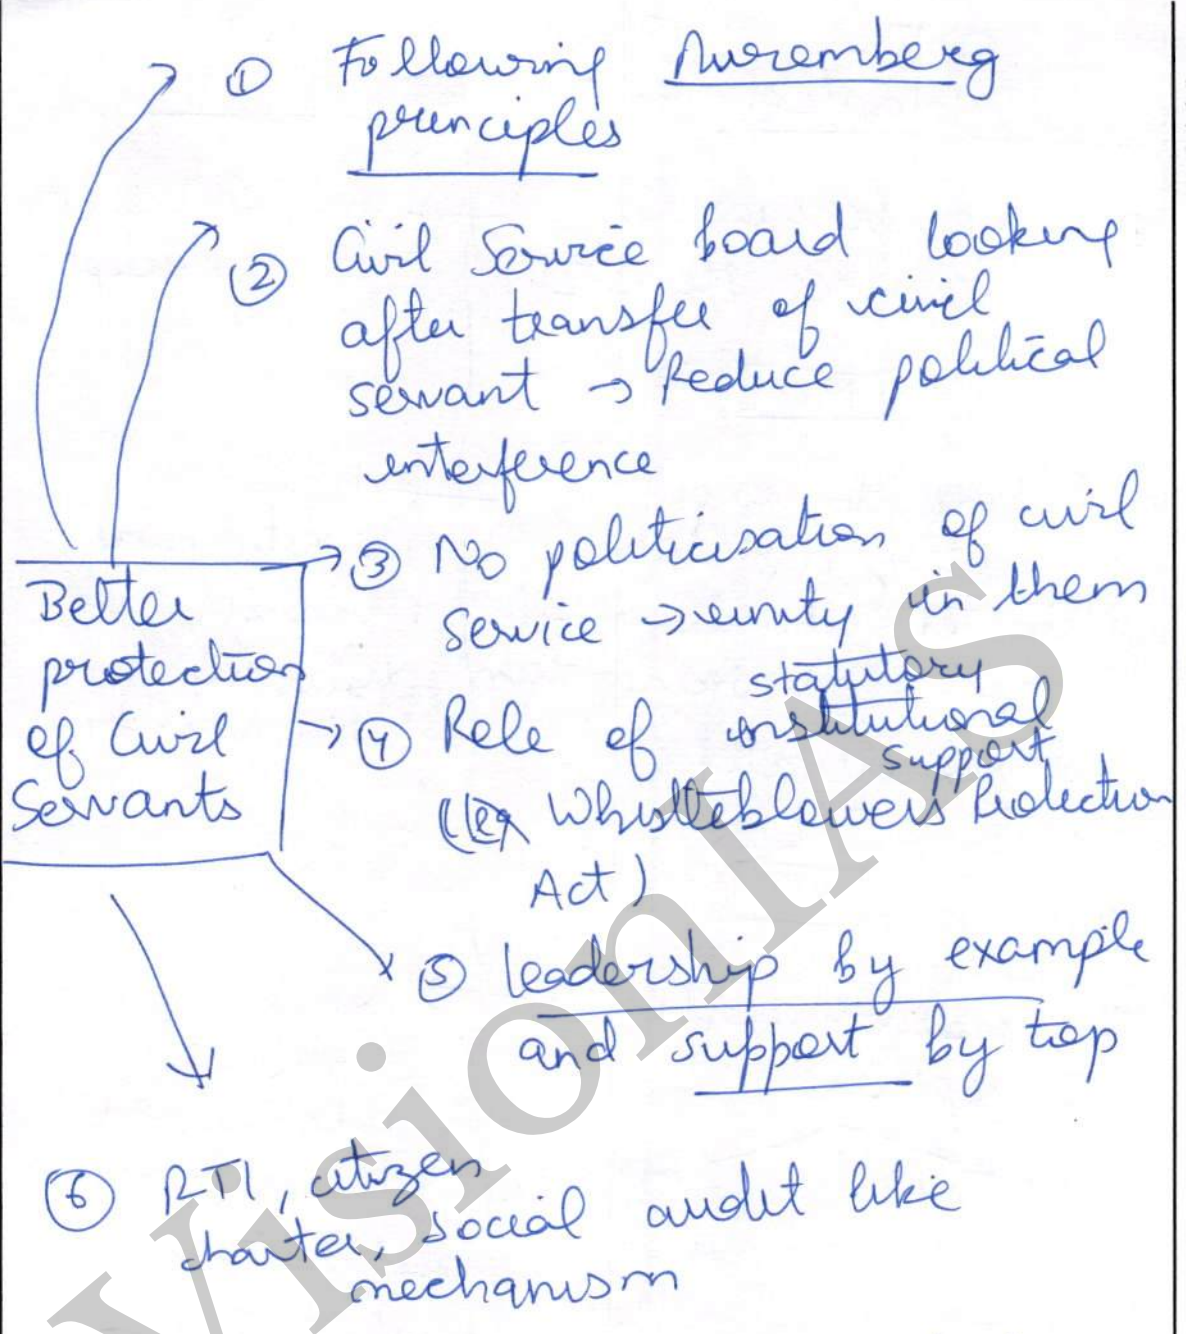 ① Following Nuremberg
principles
② Civil Service board looking
after transfer of civil
servant → Reduce political
interference
③ No politicisation of civil
Service → unity in them
Better
protection
of Civil
Servants
statutory
④ Role of institutional
support
(eg Whistleblowers Protection
Act)
⑤ leadership by example
and support by top
⑥ RTI, citizen
charter, social audit like
mechanism
VisionIAS